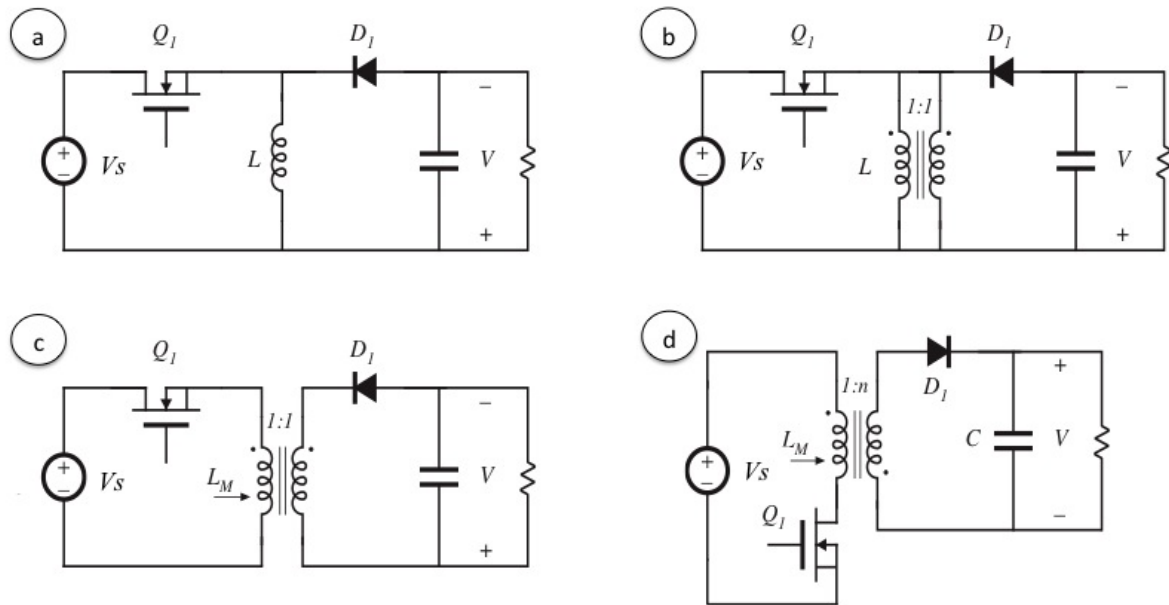 a
Q1
D1
+
−
Vs
L
−
V
+
b
Q1
D1
1:1
+
−
Vs
L
−
V
+
c
Q1
D1
1:1
+
−
Vs
LM
−
V
+
d
1:n
D1
+
−
Vs
LM
C
+
V
−
Q1